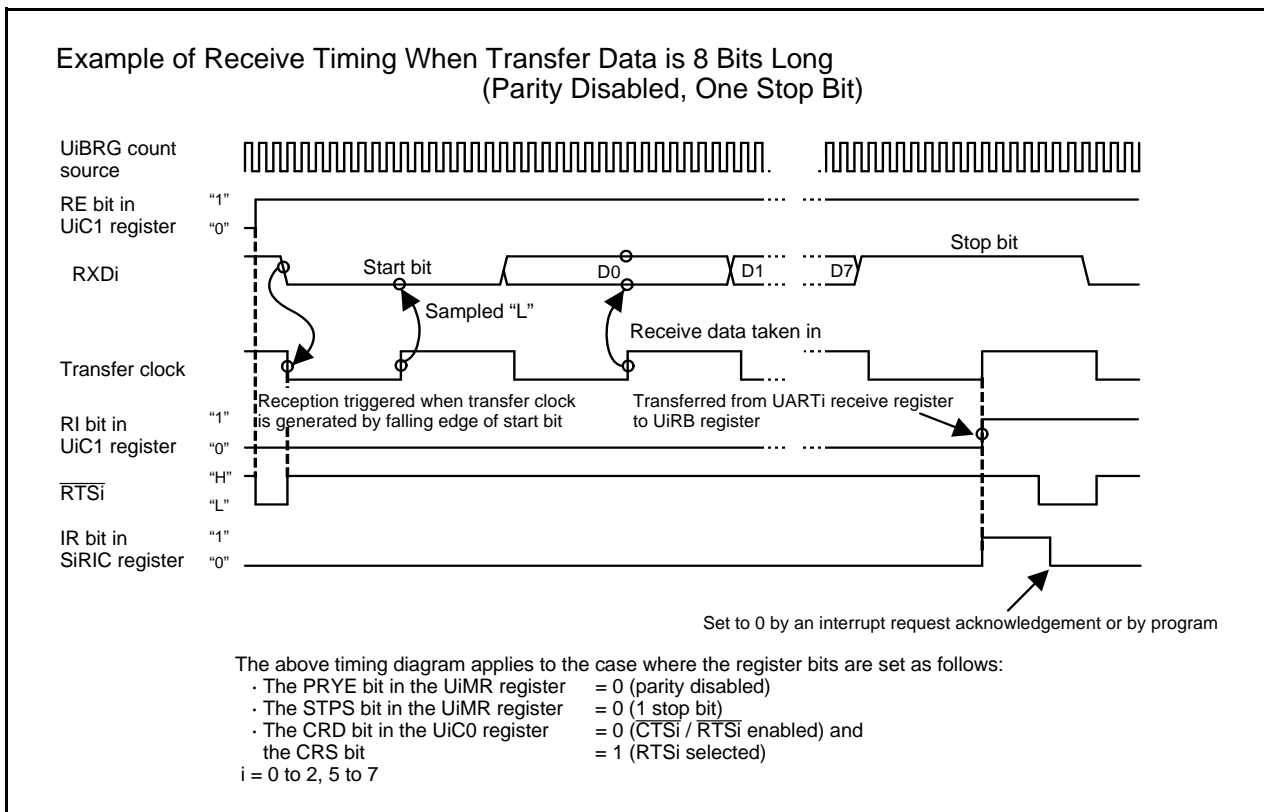 Example of Receive Timing When Transfer Data is 8 Bits Long
(Parity Disabled, One Stop Bit)
UiBRG count
source
RE bit in
UiC1 register
“1”
“0”
RXDi
Start bit
D0
D1
D7
Stop bit
Sampled “L”
Receive data taken in
Transfer clock
Reception triggered when transfer clock
is generated by falling edge of start bit
Transferred from UARTi receive register
to UiRB register
RI bit in
UiC1 register
“1”
“0”
RTSi
“H”
“L”
IR bit in
SiRIC register
“1”
“0”
Set to 0 by an interrupt request acknowledgement or by program
The above timing diagram applies to the case where the register bits are set as follows:
· The PRYE bit in the UiMR register = 0 (parity disabled)
· The STPS bit in the UiMR register = 0 (1 stop bit)
· The CRD bit in the UiC0 register = 0 (CTSi / RTSi enabled) and
the CRS bit = 1 (RTSi selected)
i = 0 to 2, 5 to 7